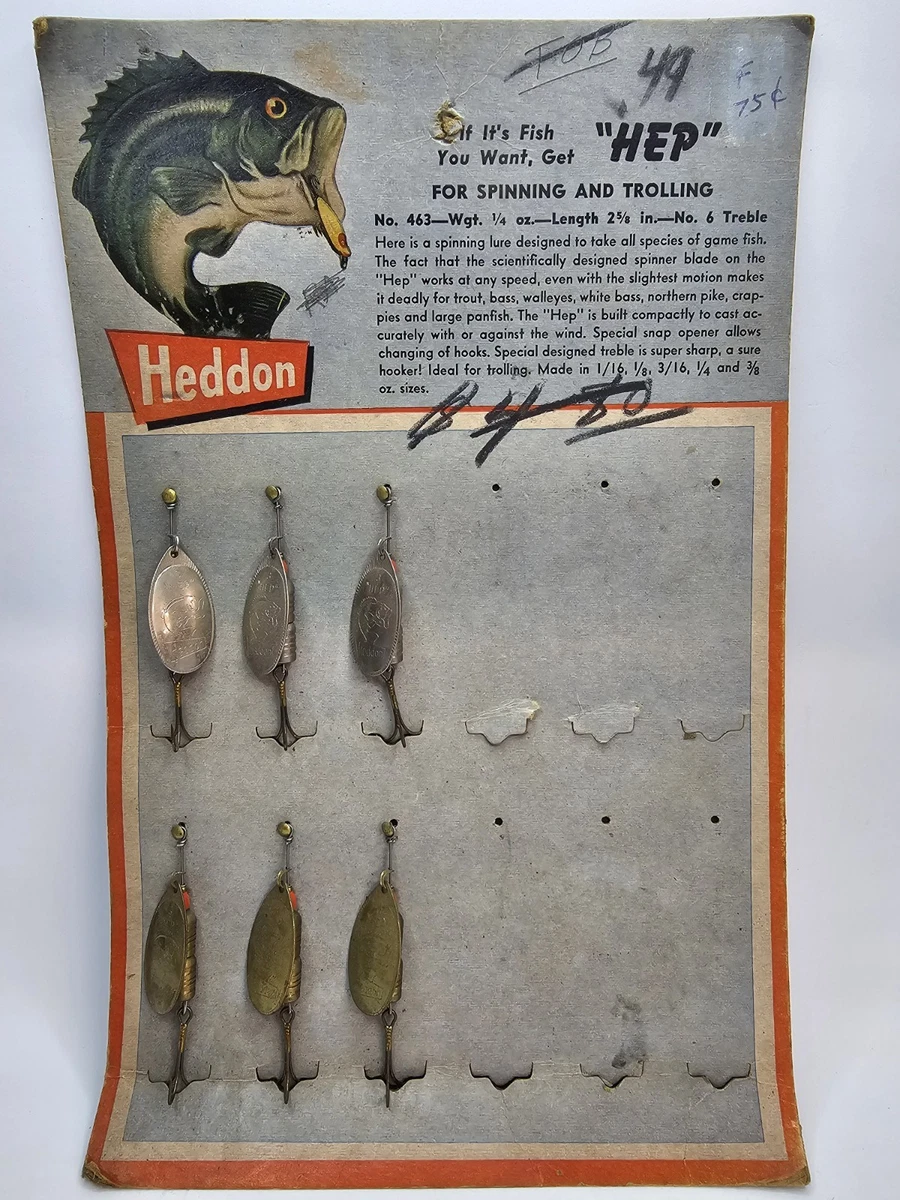 FOB
.49
F
75¢
If It's Fish
You Want, Get "HEP"
FOR SPINNING AND TROLLING
No. 463—Wgt. ¼ oz.—Length 2⅝ in.—No. 6 Treble
Here is a spinning lure designed to take all species of game fish.
The fact that the scientifically designed spinner blade on the
"Hep" works at any speed, even with the slightest motion makes
it deadly for trout, bass, walleyes, white bass, northern pike, crap-
pies and large panfish. The "Hep" is built compactly to cast ac-
curately with or against the wind. Special snap opener allows
changing of hooks. Special designed treble is super sharp, a sure
hooker! Ideal for trolling. Made in 1/16, ⅛, 3/16, ¼ and ⅜
oz. sizes.
Heddon